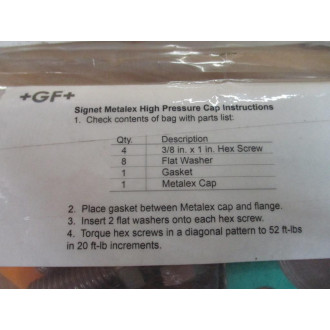 +GF+
Signet Metalex High Pressure Cap Instructions
1. Check contents of bag with parts list:
Qty. Description
4 3/8 in. x 1 in. Hex Screw
8 Flat Washer
1 Gasket
1 Metalex Cap
2. Place gasket between Metalex cap and flange.
3. Insert 2 flat washers onto each hex screw.
4. Torque hex screws in a diagonal pattern to 52 ft-lbs
in 20 ft-lb increments.